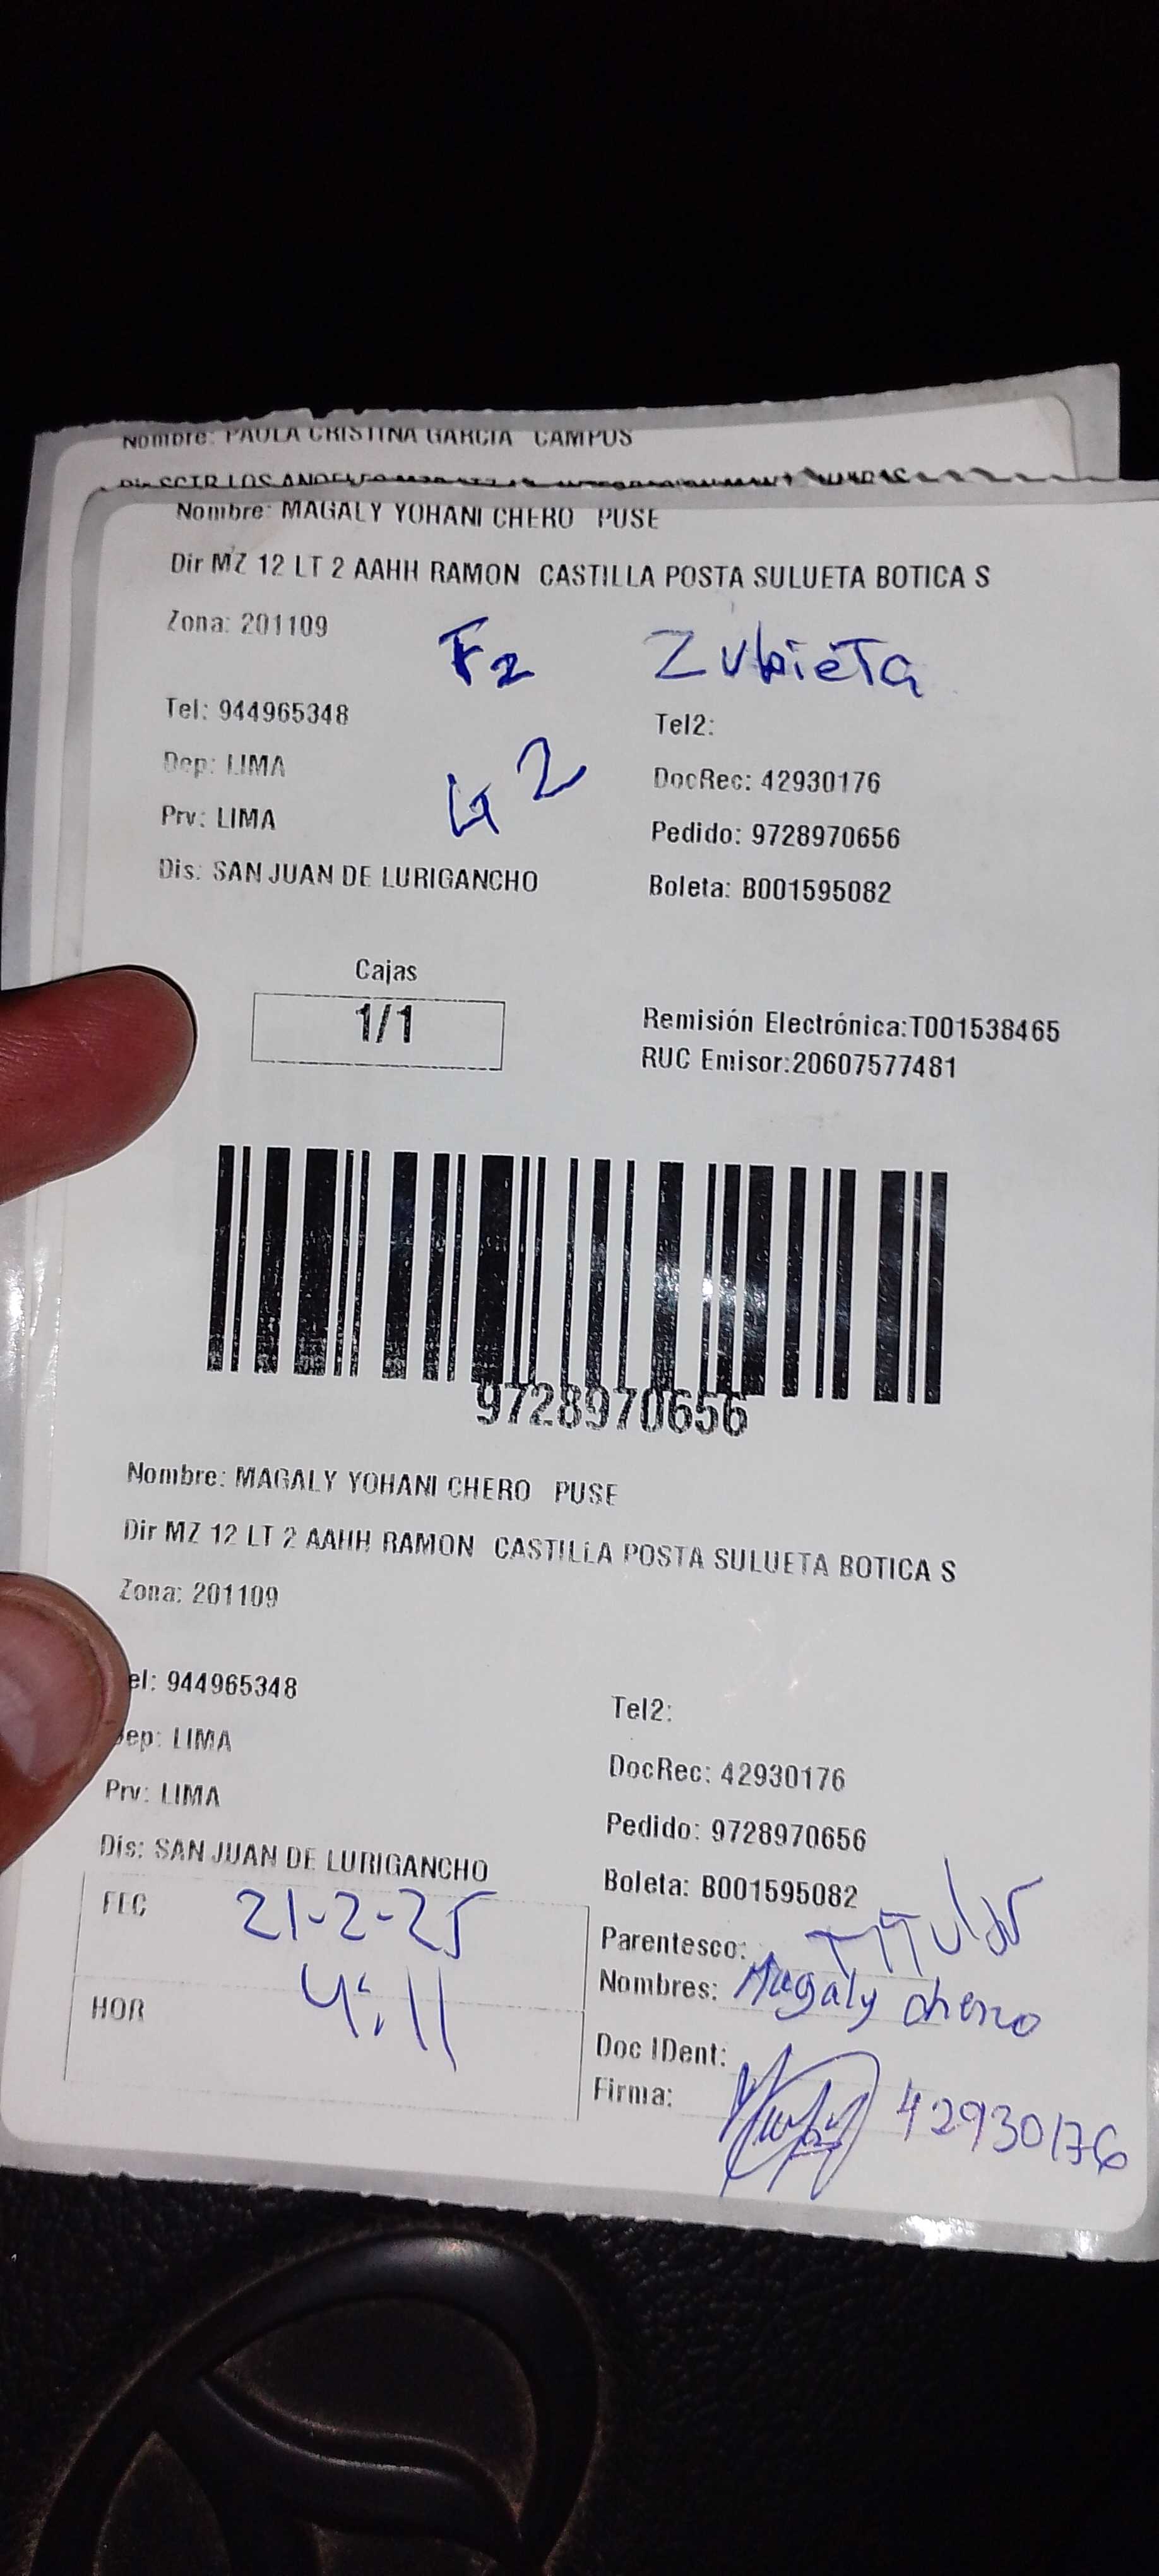 Nombre: PAOLA CRISTINA GARCIA CAMPOS
Nombre: MAGALY YOHANI CHERO PUSE
Dir MZ 12 LT 2 AAHH RAMON CASTILLA POSTA SULUETA BOTICA S
Zona: 201109
F2 Zubieta
Tel: 944965348 Tel2:
G2
Dep: LIMA DocRec: 42930176
Prv: LIMA Pedido: 9728970656
Dis: SAN JUAN DE LURIGANCHO Boleta: B001595082
Cajas
1/1
Remisión Electrónica:T001538465
RUC Emisor:20607577481
9728970656
Nombre: MAGALY YOHANI CHERO PUSE
Dir MZ 12 LT 2 AAHH RAMON CASTILLA POSTA SULUETA BOTICA S
Zona: 201109
el: 944965348 Tel2:
ep: LIMA DocRec: 42930176
Prv: LIMA Pedido: 9728970656
Dis: SAN JUAN DE LURIGANCHO Boleta: B001595082
FEC 21-2-25
Parentesco: TITULAR
Nombres: Magaly chero
HOR 4:11
Doc IDent:
Firma: 42930176